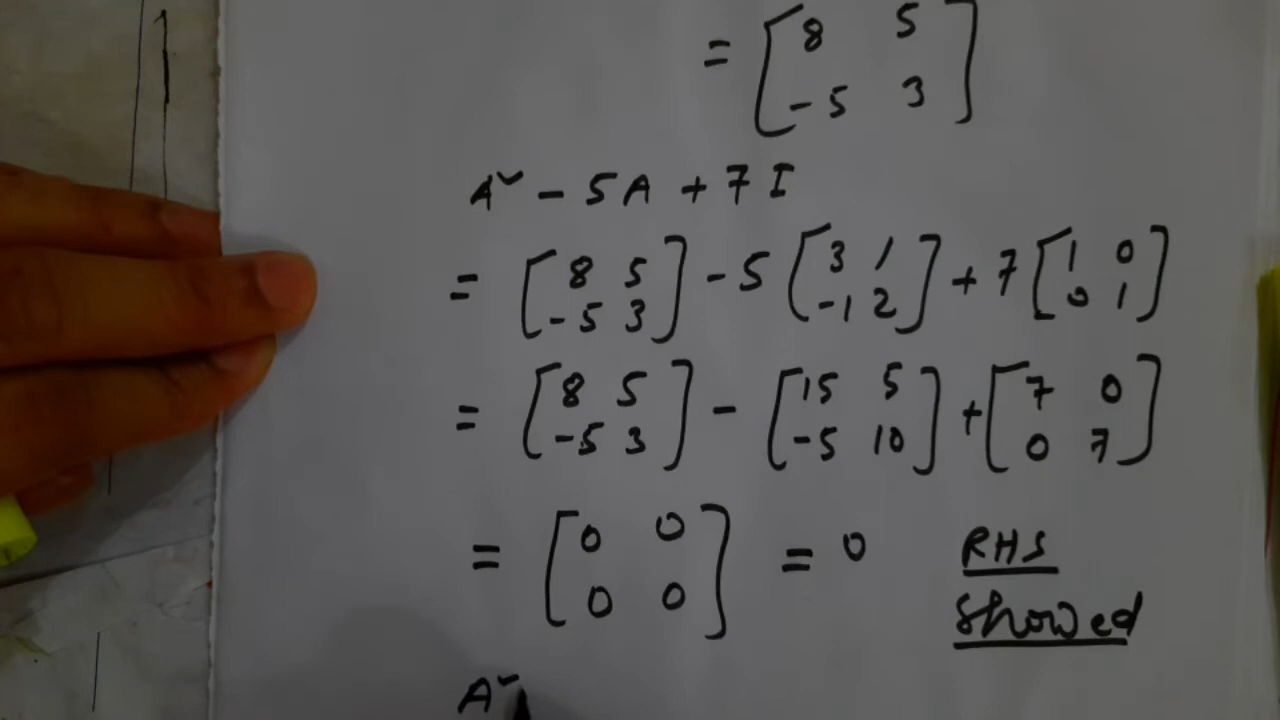 = [8 5
-5 3]
A² - 5A + 7I
= [8 5
-5 3] - 5 [3 1
-1 2] + 7 [1 0
0 1]
= [8 5
-5 3] - [15 5
-5 10] + [7 0
0 7]
= [0 0
0 0] = 0 RHS
Showed
A²